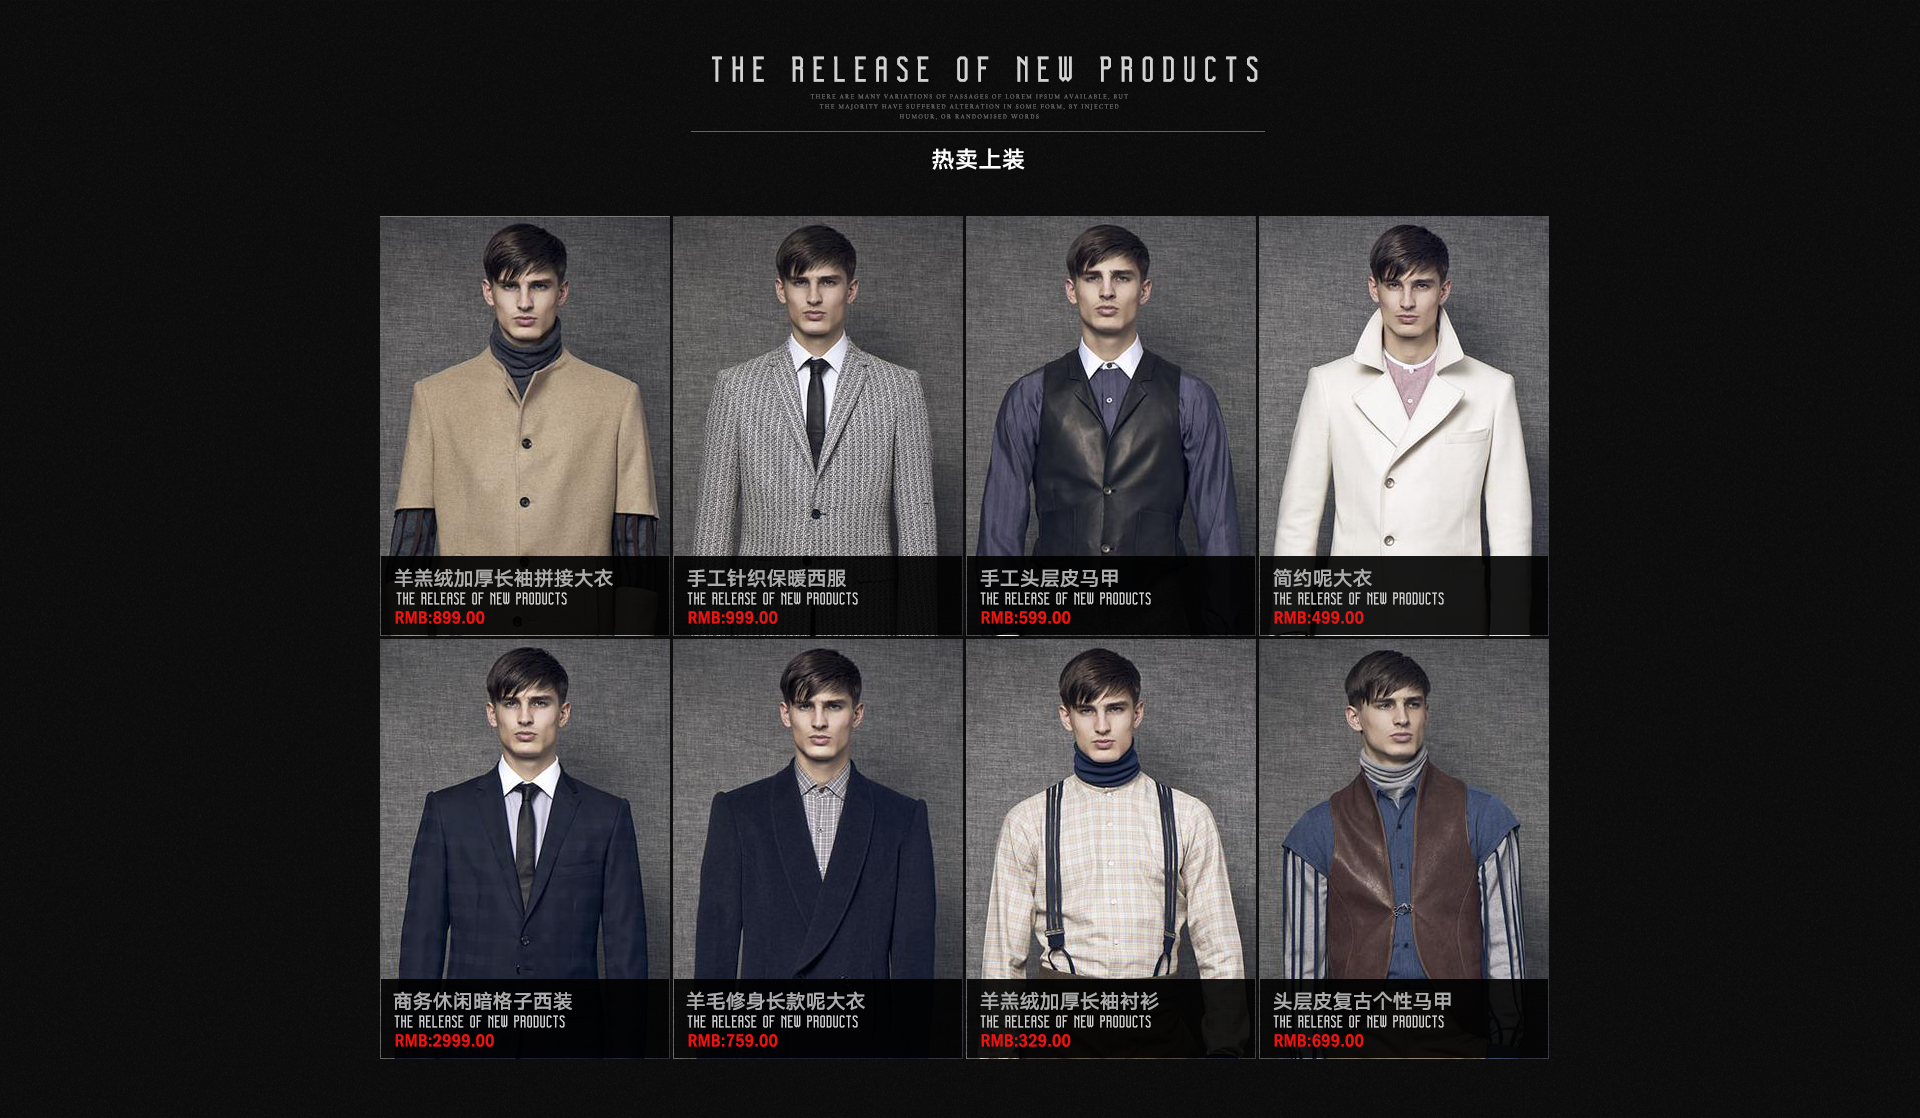 THE RELEASE OF NEW PRODUCTS
THERE ARE MANY VARIATIONS OF PASSAGES OF LOREM IPSUM AVAILABLE, BUT
THE MAJORITY HAVE SUFFERED ALTERATION IN SOME FORM, BY INJECTED
HUMOUR, OR RANDOMISED WORDS
热卖上装
羊羔绒加厚长袖拼接大衣
THE RELEASE OF NEW PRODUCTS
RMB:899.00
手工针织保暖西服
THE RELEASE OF NEW PRODUCTS
RMB:999.00
手工头层皮马甲
THE RELEASE OF NEW PRODUCTS
RMB:599.00
简约呢大衣
THE RELEASE OF NEW PRODUCTS
RMB:499.00
商务休闲暗格子西装
THE RELEASE OF NEW PRODUCTS
RMB:2999.00
羊毛修身长款呢大衣
THE RELEASE OF NEW PRODUCTS
RMB:759.00
羊羔绒加厚长袖衬衫
THE RELEASE OF NEW PRODUCTS
RMB:329.00
头层皮复古个性马甲
THE RELEASE OF NEW PRODUCTS
RMB:699.00